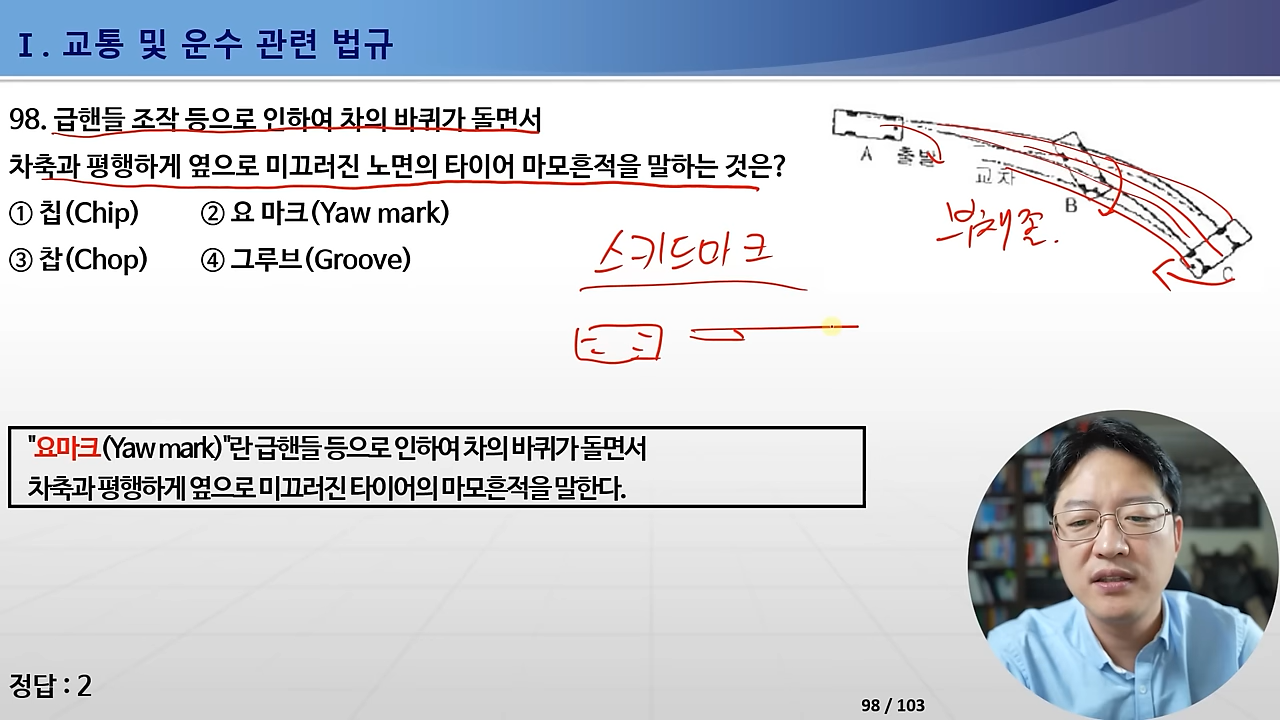 Ⅰ. 교통 및 운수 관련 법규
98. 급핸들 조작 등으로 인하여 차의 바퀴가 돌면서
차축과 평행하게 옆으로 미끄러진 노면의 타이어 마모흔적을 말하는 것은?
① 칩(Chip) ② 요 마크(Yaw mark)
③ 찹(Chop) ④ 그루브(Groove)
A 출발
교차
B
C
부채꼴.
스키드마크
"요마크(Yaw mark)"란 급핸들 등으로 인하여 차의 바퀴가 돌면서
차축과 평행하게 옆으로 미끄러진 타이어의 마모흔적을 말한다.
정답 : 2
98 / 103